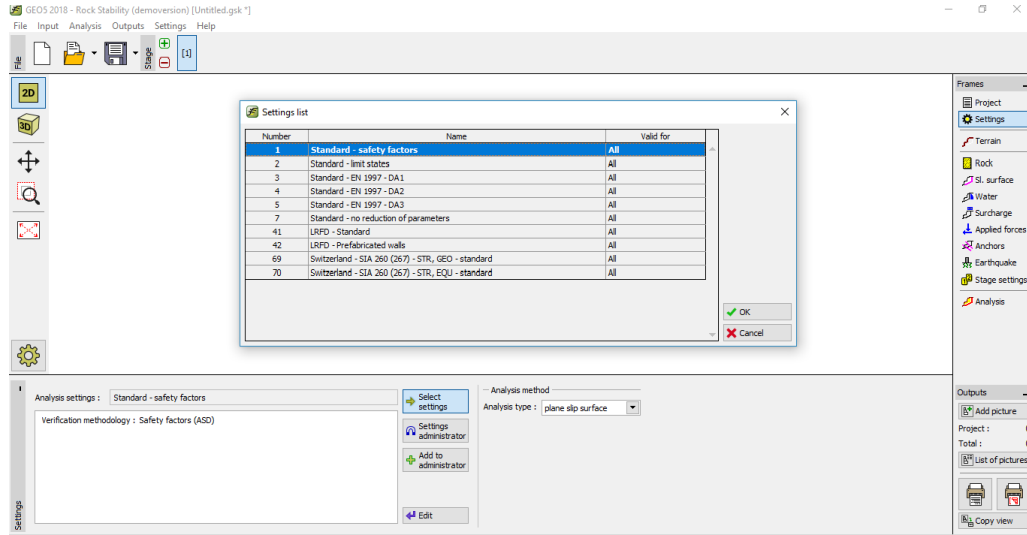 GEO5 2018 - Rock Stability (demoversion) [Untitled.gsk *]
File Input Analysis Outputs Settings Help
File
Stage
[1]
2D
3D
Settings list
Number Name Valid for
1 Standard - safety factors All
2 Standard - limit states All
3 Standard - EN 1997 - DA1 All
4 Standard - EN 1997 - DA2 All
5 Standard - EN 1997 - DA3 All
7 Standard - no reduction of parameters All
41 LRFD - Standard All
42 LRFD - Prefabricated walls All
69 Switzerland - SIA 260 (267) - STR, GEO - standard All
70 Switzerland - SIA 260 (267) - STR, EQU - standard All
OK
Cancel
Frames
Project
Settings
Terrain
Rock
Sl. surface
Water
Surcharge
Applied forces
Anchors
Earthquake
Stage settings
Analysis
Settings
Analysis settings : Standard - safety factors
Verification methodology : Safety factors (ASD)
Select
settings
Settings
administrator
Add to
administrator
Edit
Analysis method
Analysis type : plane slip surface
Outputs
Add picture
Project :
Total :
List of pictures
Copy view